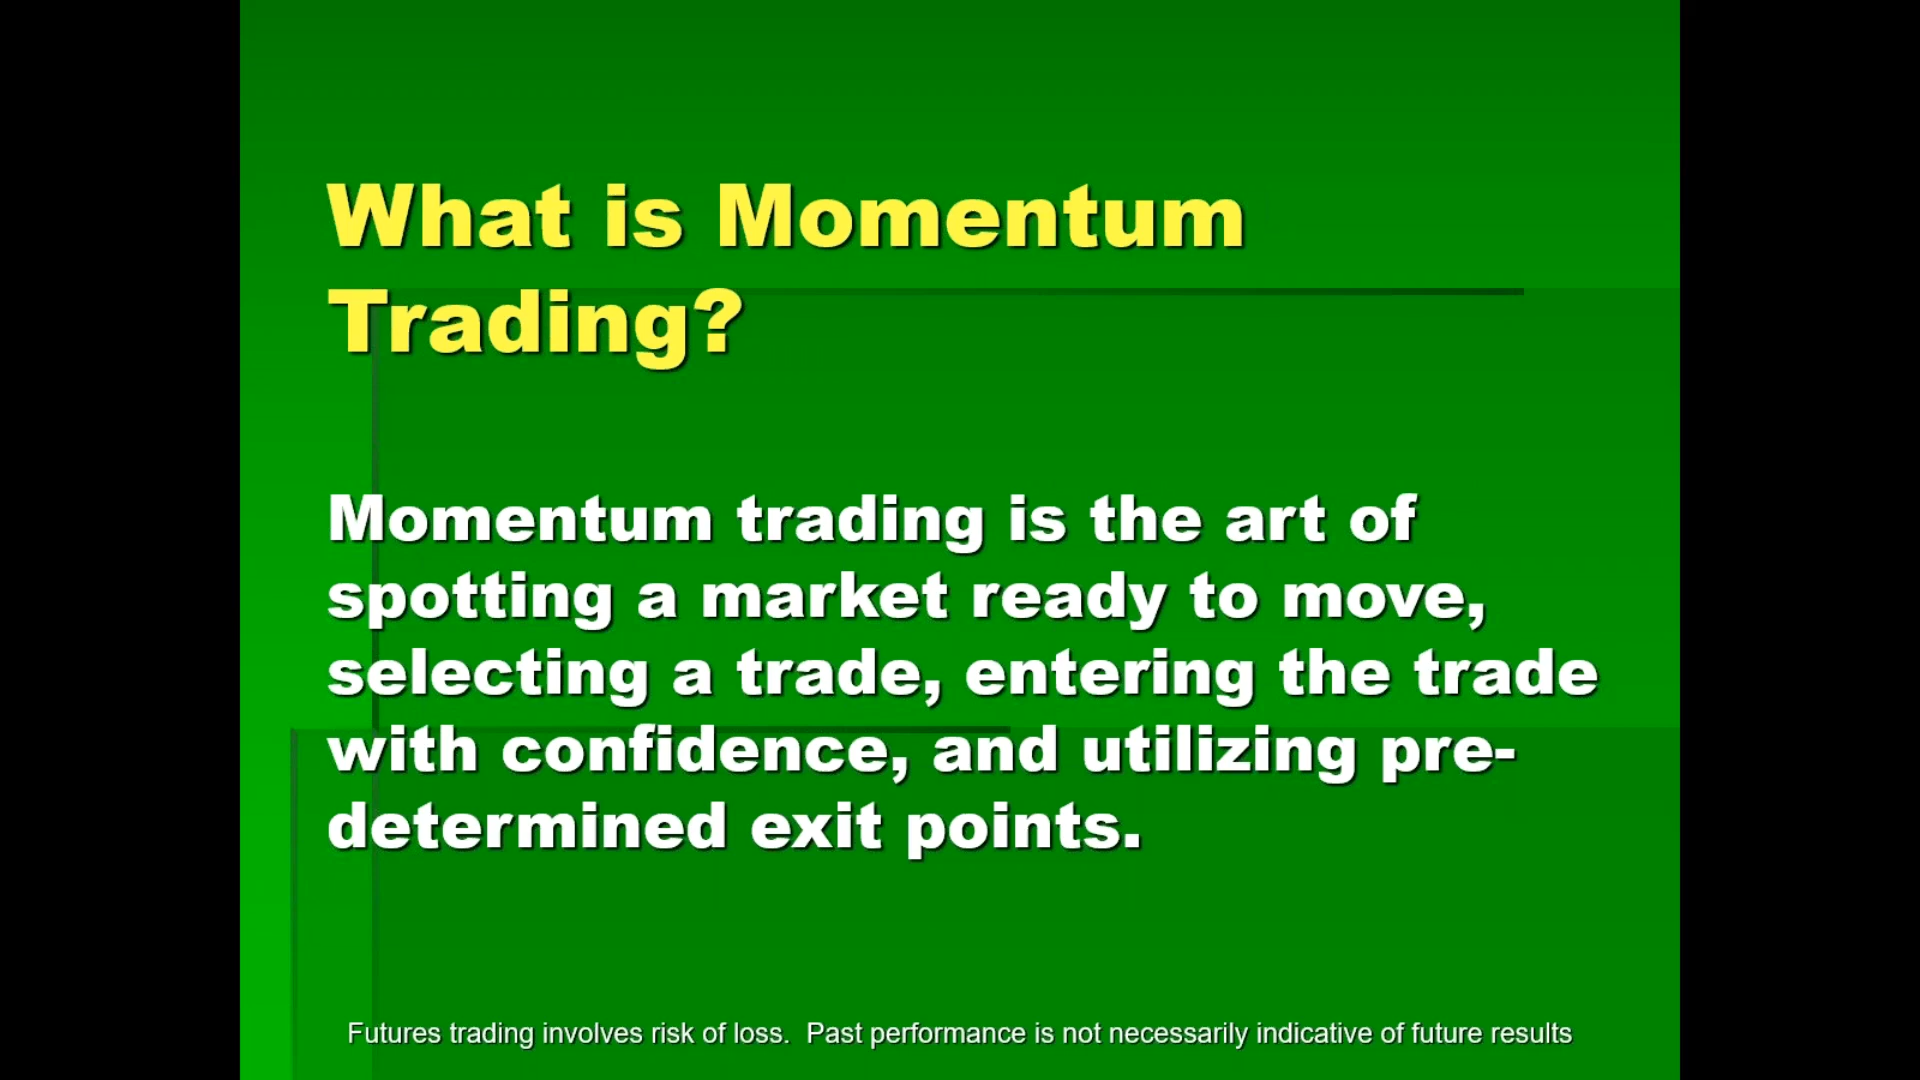 What is Momentum
Trading?
Momentum trading is the art of
spotting a market ready to move,
selecting a trade, entering the trade
with confidence, and utilizing pre-
determined exit points.
Futures trading involves risk of loss.  Past performance is not necessarily indicative of future results